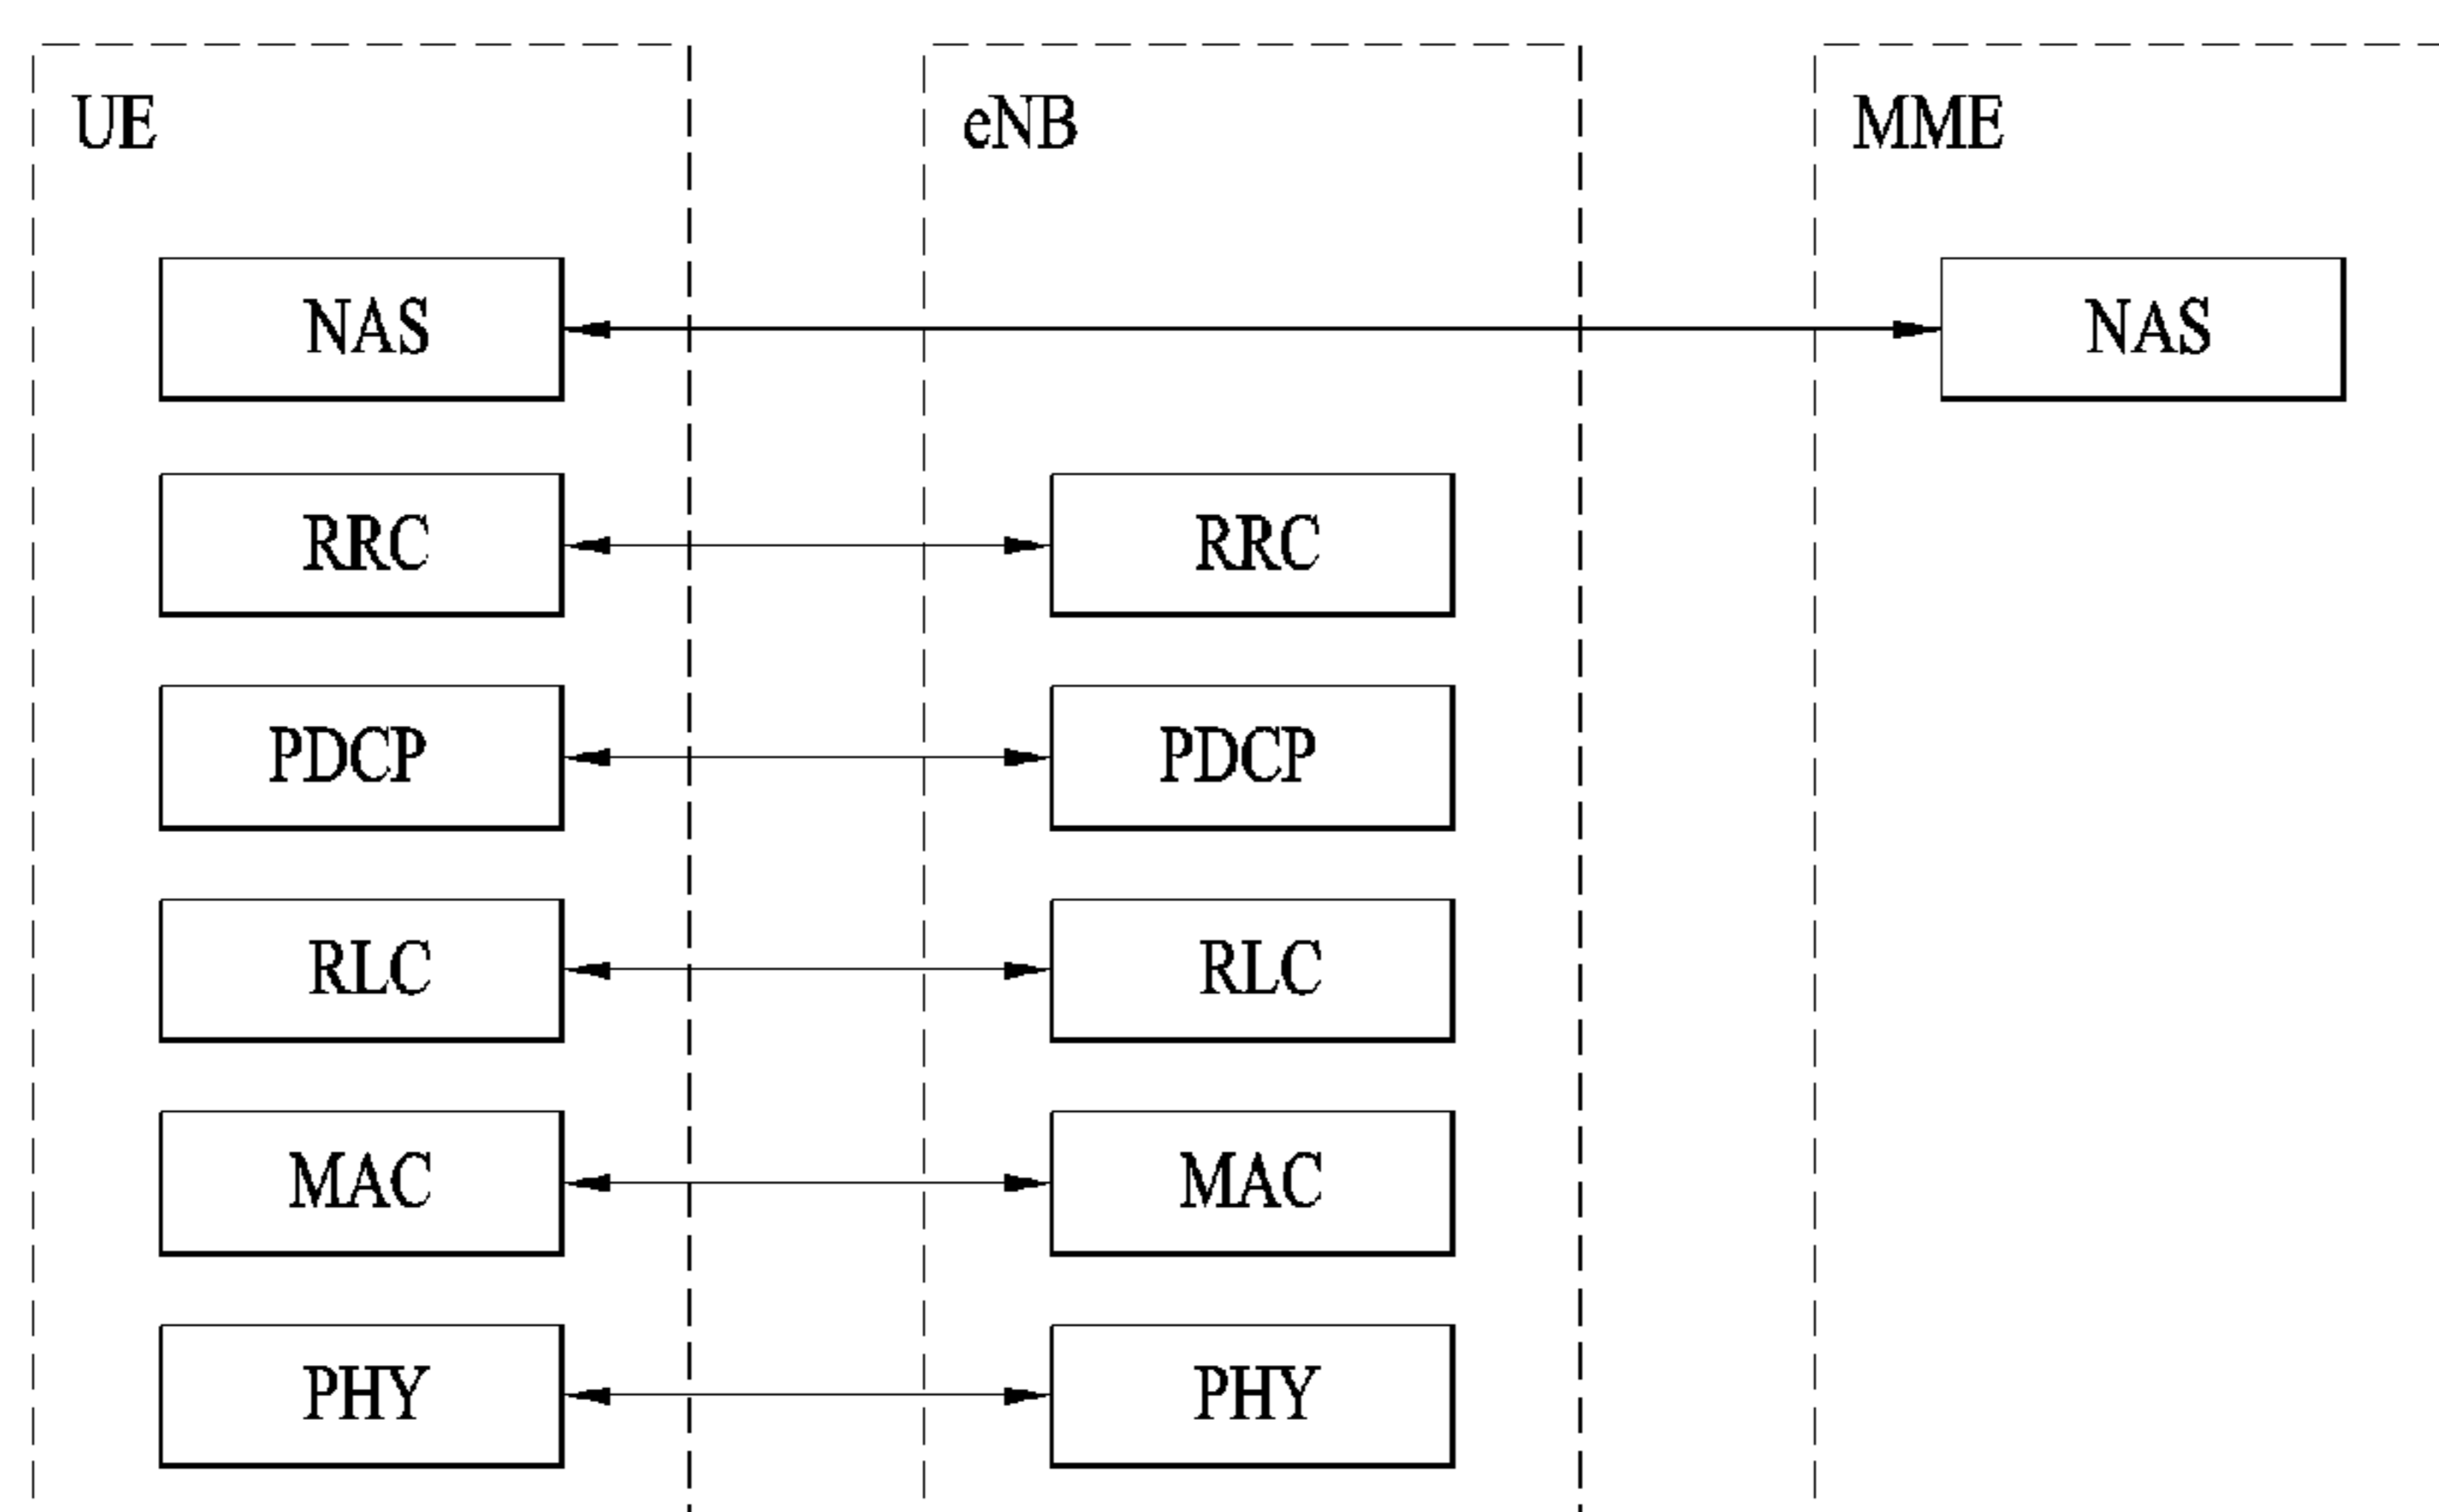 UE eNB MME
NAS NAS
RRC RRC
PDCP PDCP
RLC RLC
MAC MAC
PHY PHY